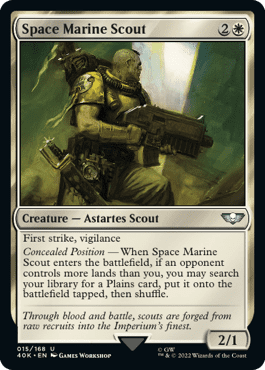 Space Marine Scout 2
Creature — Astartes Scout
First strike, vigilance
Concealed Position — When Space Marine
Scout enters the battlefield, if an opponent
controls more lands than you, you may search
your library for a Plains card, put it onto the
battlefield tapped, then shuffle.
Through blood and battle, scouts are forged from
raw recruits into the Imperium's finest.
2/1
015/168 U © GW
40K • EN Games Workshop ™ & © 2022 Wizards of the Coast